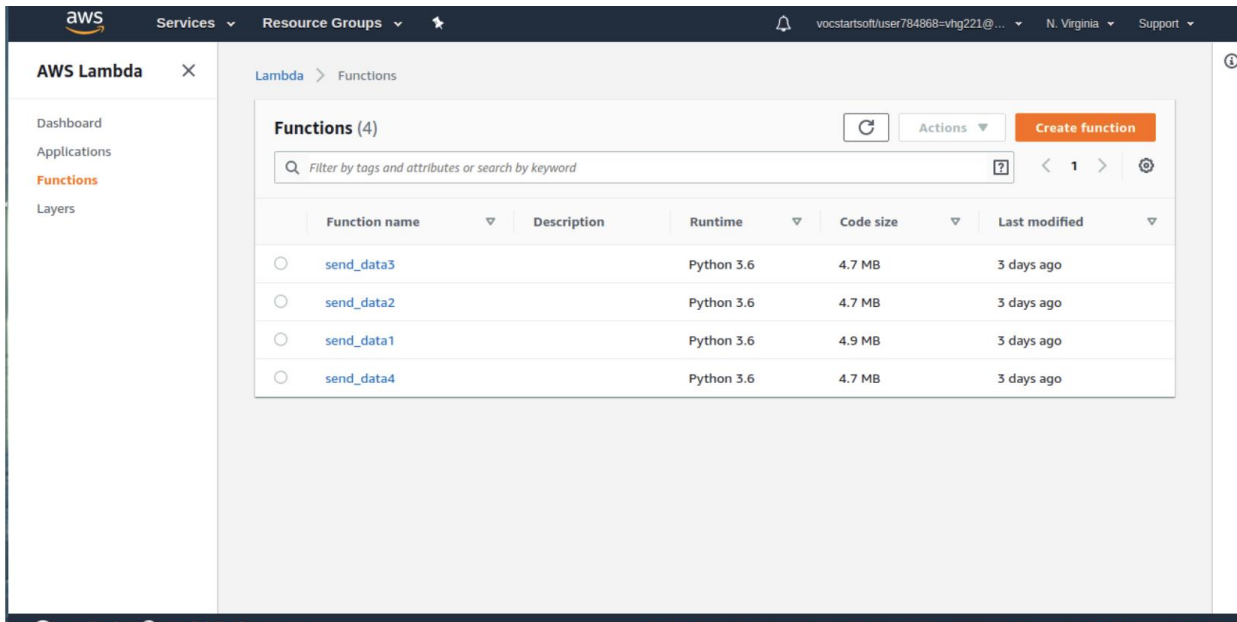 aws Services Resource Groups vocstartsoft/user784868=vhg221@... N. Virginia Support
AWS Lambda
Dashboard
Applications
Functions
Layers
Lambda > Functions
Functions (4) Actions Create function
Filter by tags and attributes or search by keyword ? < 1 >
Function name Description Runtime Code size Last modified
send_data3 Python 3.6 4.7 MB 3 days ago
send_data2 Python 3.6 4.7 MB 3 days ago
send_data1 Python 3.6 4.9 MB 3 days ago
send_data4 Python 3.6 4.7 MB 3 days ago